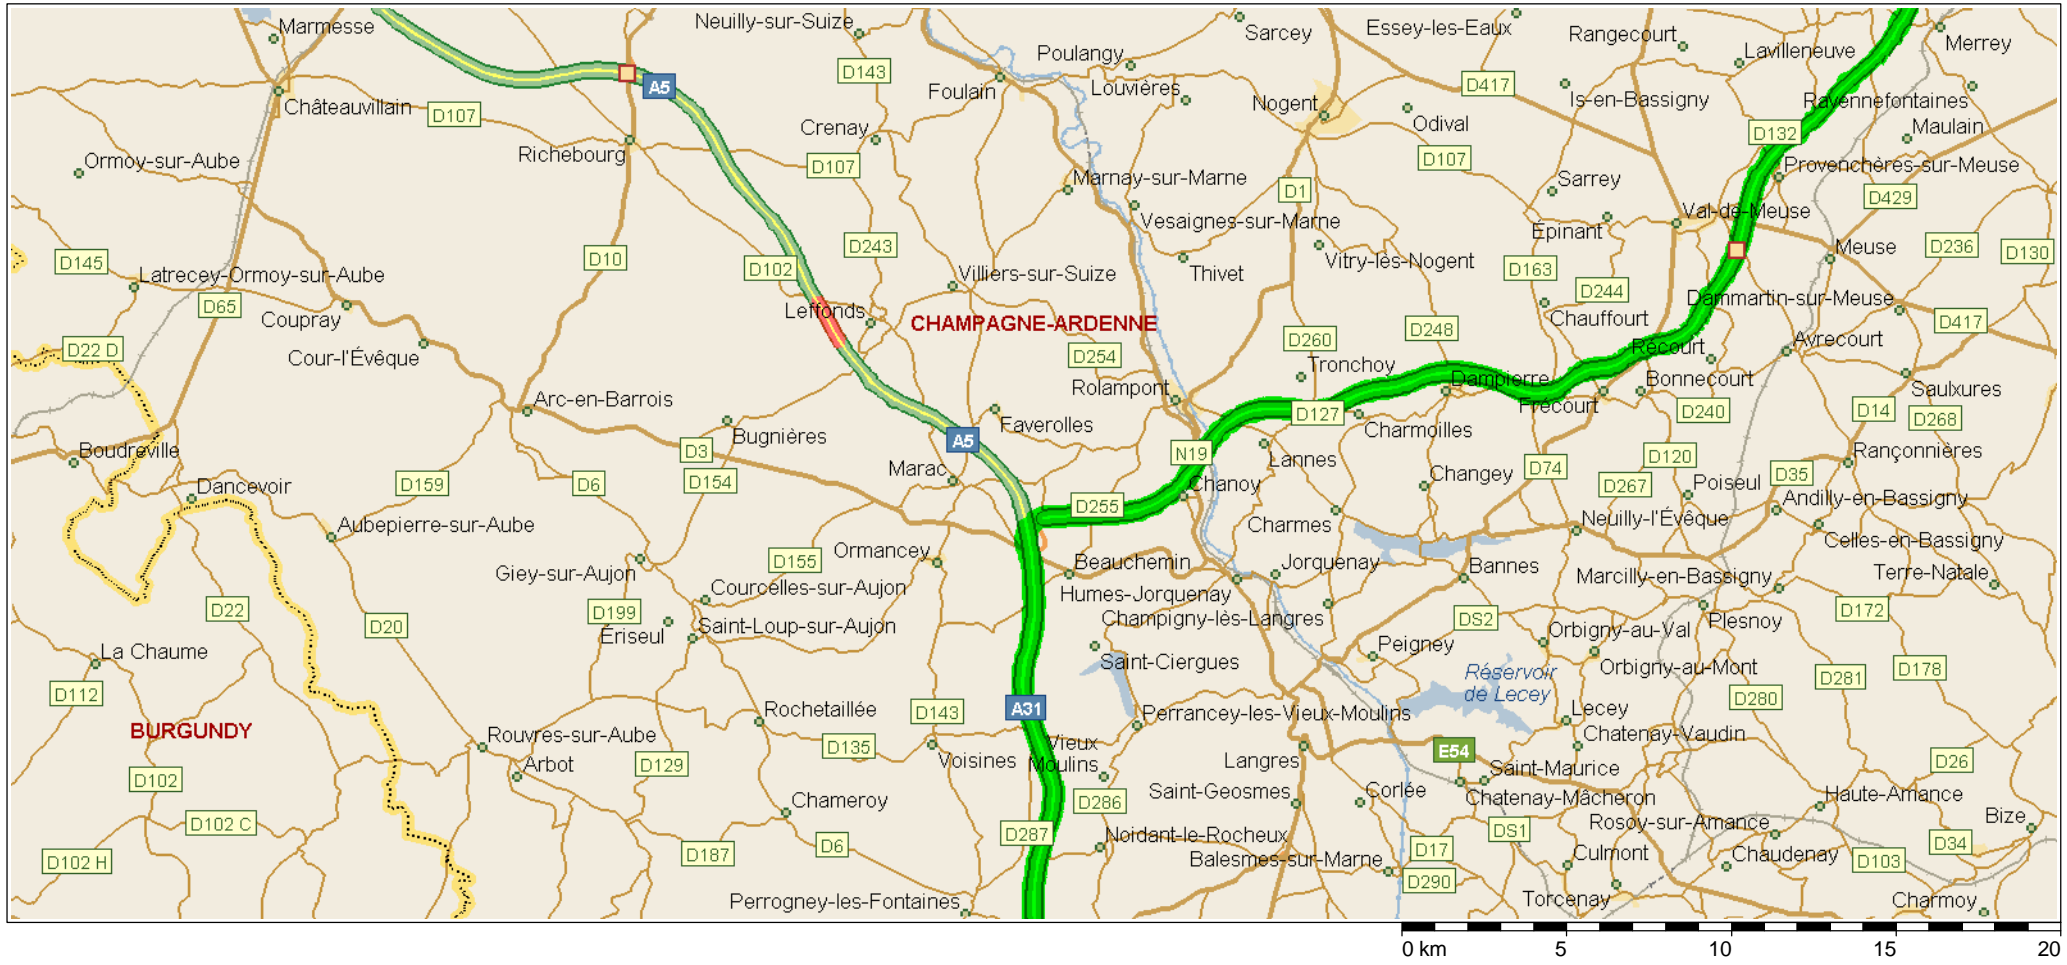 Marmesse
Neuilly-sur-Suize
Sarcey
Essey-les-Eaux
Rangecourt
Lavilleneuve
Merrey
Poulangy
D143
Foulain
Louvières
Nogent
D417
Is-en-Bassigny
Ravennefontaines
A5
Châteauvillain
D107
Crenay
Odival
D132
Maulain
Richebourg
Ormoy-sur-Aube
D107
D107
Provenchères-sur-Meuse
Marnay-sur-Marne
D1
Sarrey
D429
Vesaignes-sur-Marne
Val-de-Meuse
Épinant
D145
D10
D243
D236
D130
Meuse
Latrecey-Ormoy-sur-Aube
D102
Villiers-sur-Suize
Thivet
Vitry-lès-Nogent
D163
D244
Dammartin-sur-Meuse
D65
Coupray
Leffonds
CHAMPAGNE-ARDENNE
Chauffourt
D417
D22 D
Cour-l'Évêque
D254
D260
D248
Récourt
Avrecourt
Tronchoy
Rolampont
Dampierre
Bonnecourt
Saulxures
Arc-en-Barrois
Faverolles
D127
Frécourt
D240
D14
D268
Bugnières
A5
Charmoilles
Boudreville
D3
N19
Lannes
Rançonnières
Marac
D74
D120
D35
Changey
D159
D6
D154
Dancevoir
Chanoy
D267
Poiseul
Andilly-en-Bassigny
D255
Aubepierre-sur-Aube
Charmes
Neuilly-l'Évêque
Celles-en-Bassigny
D155
Ormancey
Beauchemin
Jorquenay
Bannes
Marcilly-en-Bassigny
Terre-Natale
Giey-sur-Aujon
Courcelles-sur-Aujon
Humes-Jorquenay
D22
D199
D172
Champigny-lès-Langres
DS2
Plesnoy
D20
Ériseul
Saint-Loup-sur-Aujon
Orbigny-au-Val
La Chaume
Peigney
Saint-Ciergues
Orbigny-au-Mont
Réservoir
de Lecey
D178
D281
D112
D280
A31
D143
Rochetaillée
Perrancey-les-Vieux-Moulins
Lecey
BURGUNDY
Rouvres-sur-Aube
D135
Vieux
Moulins
Chatenay-Vaudin
E54
Arbot
D129
Voisines
Langres
Saint-Maurice
D26
D102
Saint-Geosmes
Corlée
Chatenay-Mâcheron
Haute-Amance
Chameroy
D286
Bize
D102 C
D287
Noidant-le-Rocheux
DS1
Rosoy-sur-Amance
D102 H
D187
D6
Balesmes-sur-Marne
D17
Culmont
Chaudenay
D103
D34
D290
Perrogney-les-Fontaines
Torcenay
Charmoy
0 km
5
10
15
20